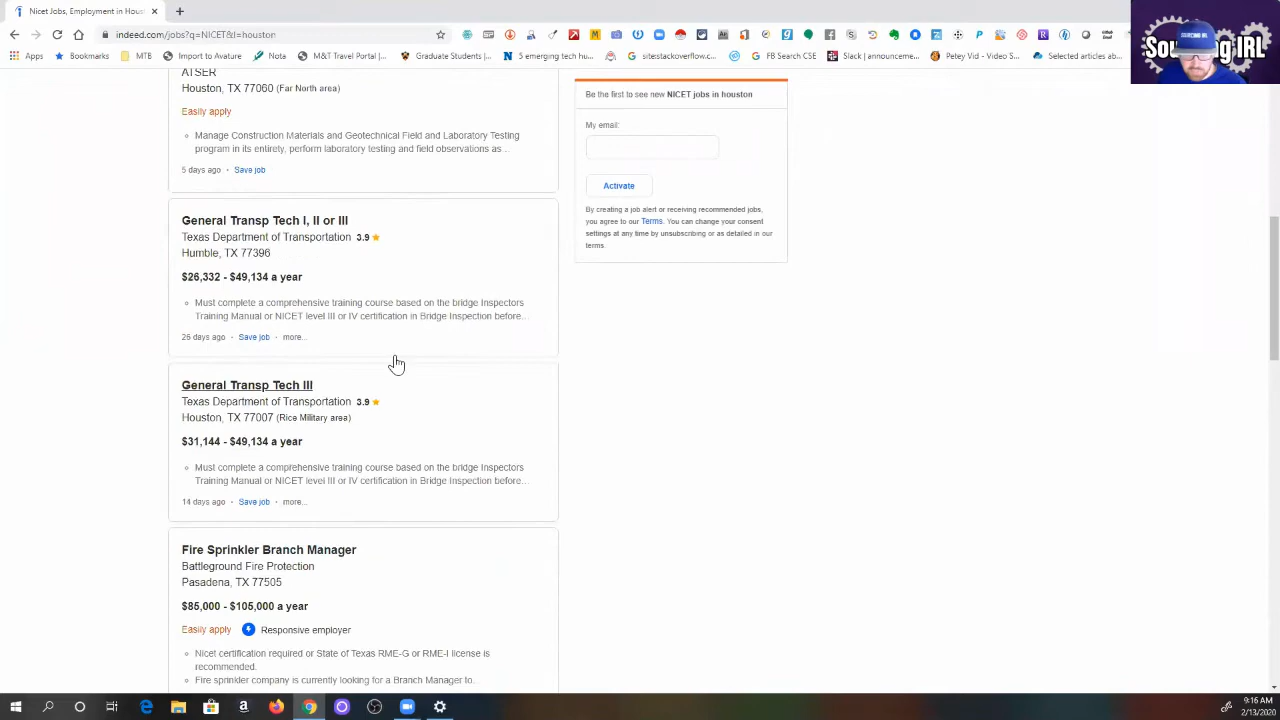 Nicet Jobs, Employment in Hous
indeed.com/jobs?q=NICET&l=houston
Apps
Bookmarks
MTB
Import to Avature
Nota
M&T Travel Portal |...
Graduate Students j...
5 emerging tech hu...
site:stackoverflow.c...
FB Search CSE
Slack | announceme...
Petey Vid - Video S...
Selected articles ab...
Sourcing IRL
ATSER
Houston, TX 77060 (Far North area)
Easily apply
Manage Construction Materials and Geotechnical Field and Laboratory Testing
program in its entirety, perform laboratory testing and field observations as...
5 days ago · Save job
General Transp Tech I, II or III
Texas Department of Transportation 3.9
Humble, TX 77396
$26,332 - $49,134 a year
Must complete a comprehensive training course based on the bridge Inspectors
Training Manual or NICET level III or IV certification in Bridge Inspection before...
26 days ago · Save job · more...
General Transp Tech III
Texas Department of Transportation 3.9
Houston, TX 77007 (Rice Military area)
$31,144 - $49,134 a year
Must complete a comprehensive training course based on the bridge Inspectors
Training Manual or NICET level III or IV certification in Bridge Inspection before...
14 days ago · Save job · more...
Fire Sprinkler Branch Manager
Battleground Fire Protection
Pasadena, TX 77505
$85,000 - $105,000 a year
Easily apply Responsive employer
Nicet certification required or State of Texas RME-G or RME-I license is
recommended.
Fire sprinkler company is currently looking for a Branch Manager to...
Be the first to see new NICET jobs in houston
My email:
Activate
By creating a job alert or receiving recommended jobs,
you agree to our Terms. You can change your consent
settings at any time by unsubscribing or as detailed in our
terms.
9:16 AM
2/13/2020